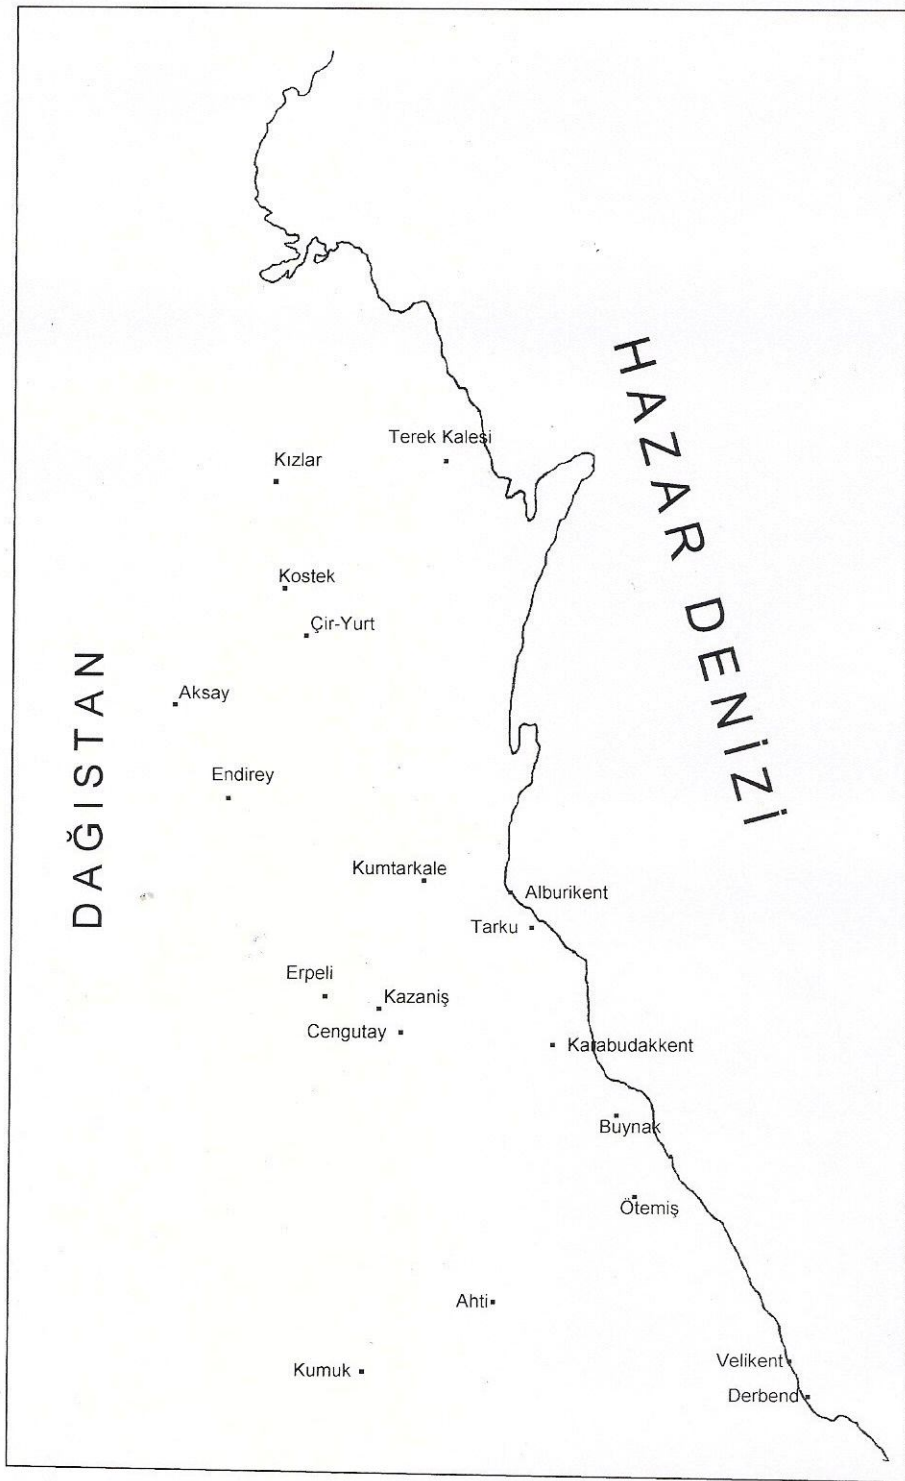 HAZAR DENİZİ
DAĞISTAN
Terek Kalesi
Kızlar
Kostek
Çir-Yurt
Aksay
Endirey
Kumtarkale
Alburikent
Tarku
Erpeli
Kazaniş
Cengutay
Karabudakkent
Buynak
Ötemiş
Ahti
Velikent
Kumuk
Derbend